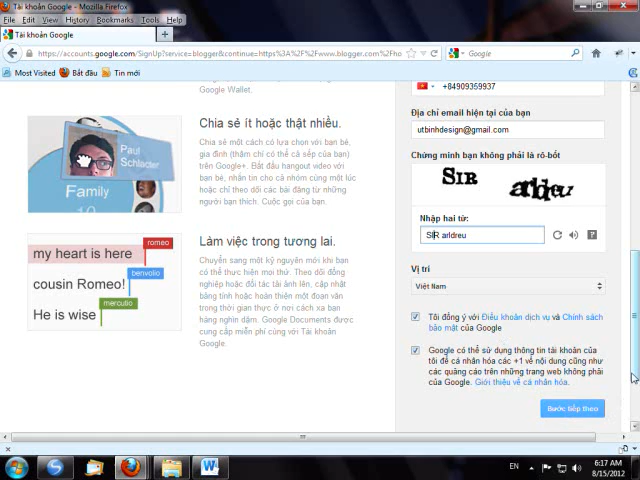 Tài khoản Google - Mozilla Firefox
File Edit View History Bookmarks Tools Help
Tài khoản Google
https://accounts.google.com/SignUp?service=blogger&continue=https%3A%2F%2Fwww.blogger.com%2Fho
Google
Most Visited Bắt đầu Tin mới
Google Wallet.
Chia sẻ ít hoặc thật nhiều.
Chia sẻ một cách có lựa chọn với bạn bè,
gia đình (thậm chí có thể cả sếp của bạn)
trên Google+. Bắt đầu hangout video với
bạn bè, nhắn tin cho cả nhóm cùng một lúc
hoặc chỉ theo dõi các bài đăng từ những
người bạn thích. Cuộc gọi của bạn.
Paul
Schlacter
Family
10
Làm việc trong tương lai.
Chuyển sang một kỷ nguyên mới khi bạn
có thể thực hiện mọi thứ. Theo dõi đồng
nghiệp hoặc đối tác tải ảnh lên, cập nhật
bảng tính hoặc hoàn thiện một đoạn văn
trong thời gian thực ở nơi cách xa bạn
hàng nghìn dặm. Google Documents được
cung cấp miễn phí cùng với Tài khoản
Google.
romeo
my heart is here
benvolio
cousin Romeo!
mercutio
He is wise
+84909359937
Địa chỉ email hiện tại của bạn
utbinhdesign@gmail.com
Chứng minh bạn không phải là rô-bốt
SIR arldreu
Nhập hai từ:
SIR arldreu
Vị trí
Việt Nam
Tôi đồng ý với Điều khoản dịch vụ và Chính sách
bảo mật của Google
Google có thể sử dụng thông tin tài khoản của
tôi để cá nhân hóa các +1 về nội dung cũng như
các quảng cáo trên những trang web không phải
của Google. Giới thiệu về cá nhân hóa.
Bước tiếp theo
EN
6:17 AM
8/15/2012